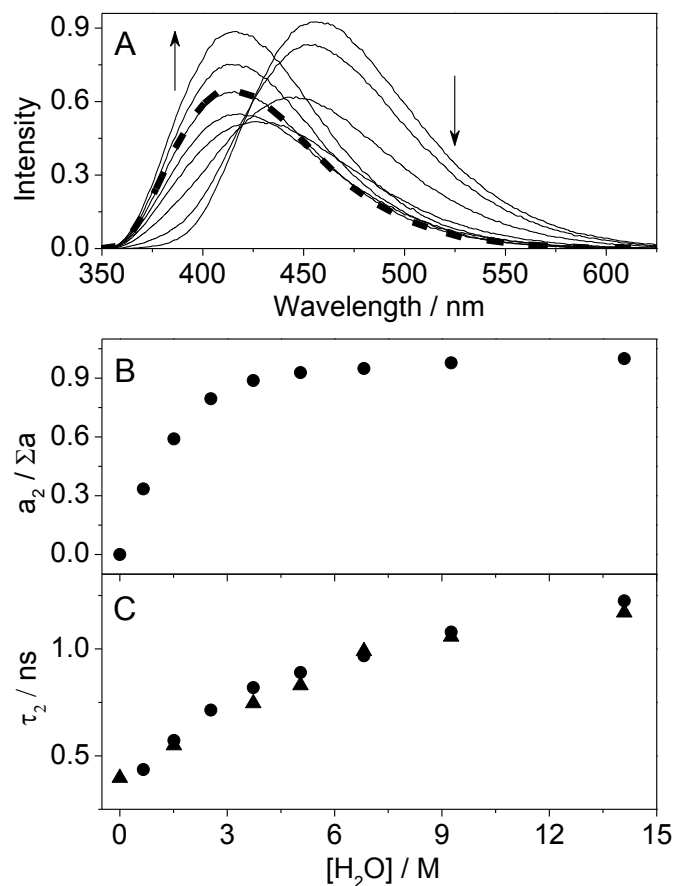 A
0.9
0.6
0.3
0.0
Intensity
350 400 450 500 550 600
Wavelength / nm
B
0.9
0.6
0.3
0.0
a₂ / Σa
C
1.0
0.5
τ₂ / ns
0 3 6 9 12 15
[H₂O] / M